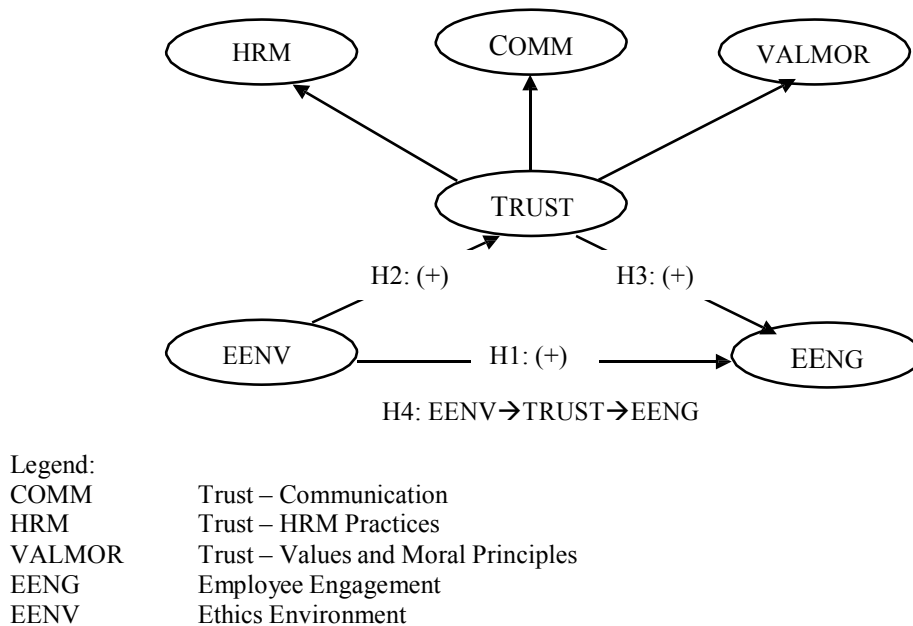 HRM
COMM
VALMOR
TRUST
H2: (+)
H3: (+)
EENV
H1: (+)
EENG
H4: EENV→TRUST→EENG
Legend:
COMM Trust – Communication
HRM Trust – HRM Practices
VALMOR Trust – Values and Moral Principles
EENG Employee Engagement
EENV Ethics Environment